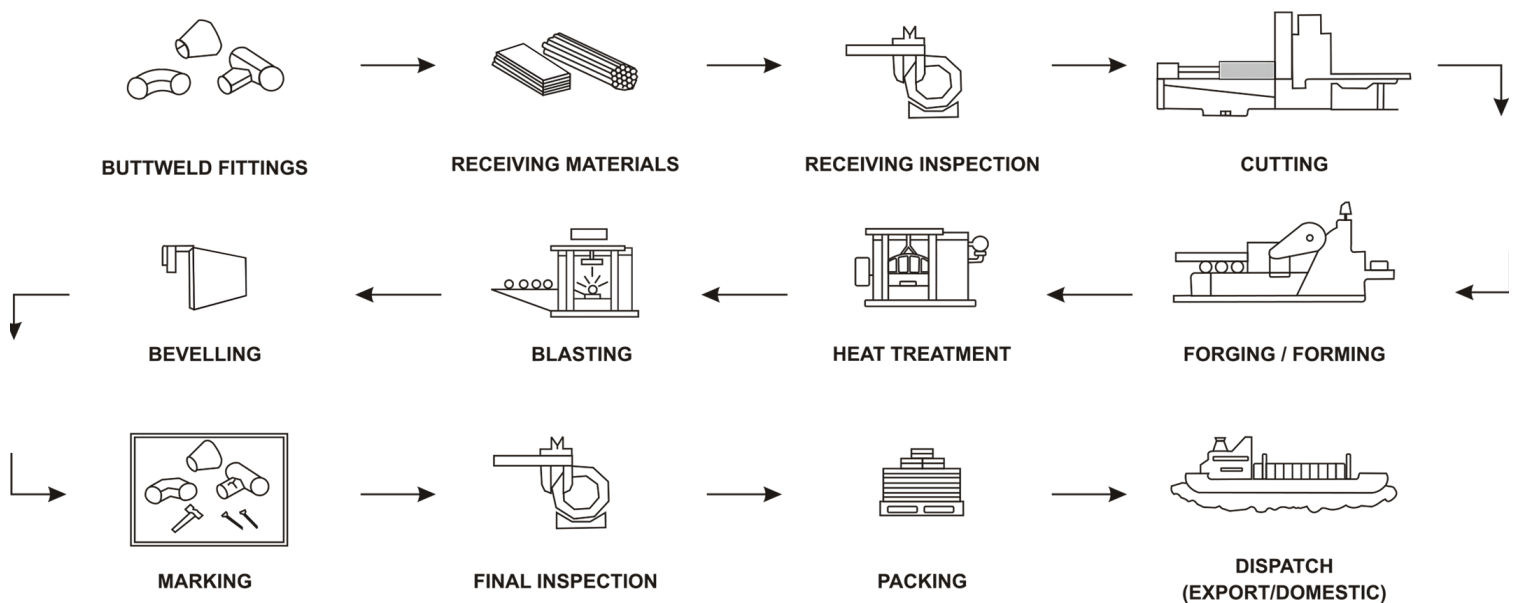 BUTTWELD FITTINGS
RECEIVING MATERIALS
RECEIVING INSPECTION
CUTTING
BEVELLING
BLASTING
HEAT TREATMENT
FORGING / FORMING
MARKING
FINAL INSPECTION
PACKING
DISPATCH
(EXPORT/DOMESTIC)